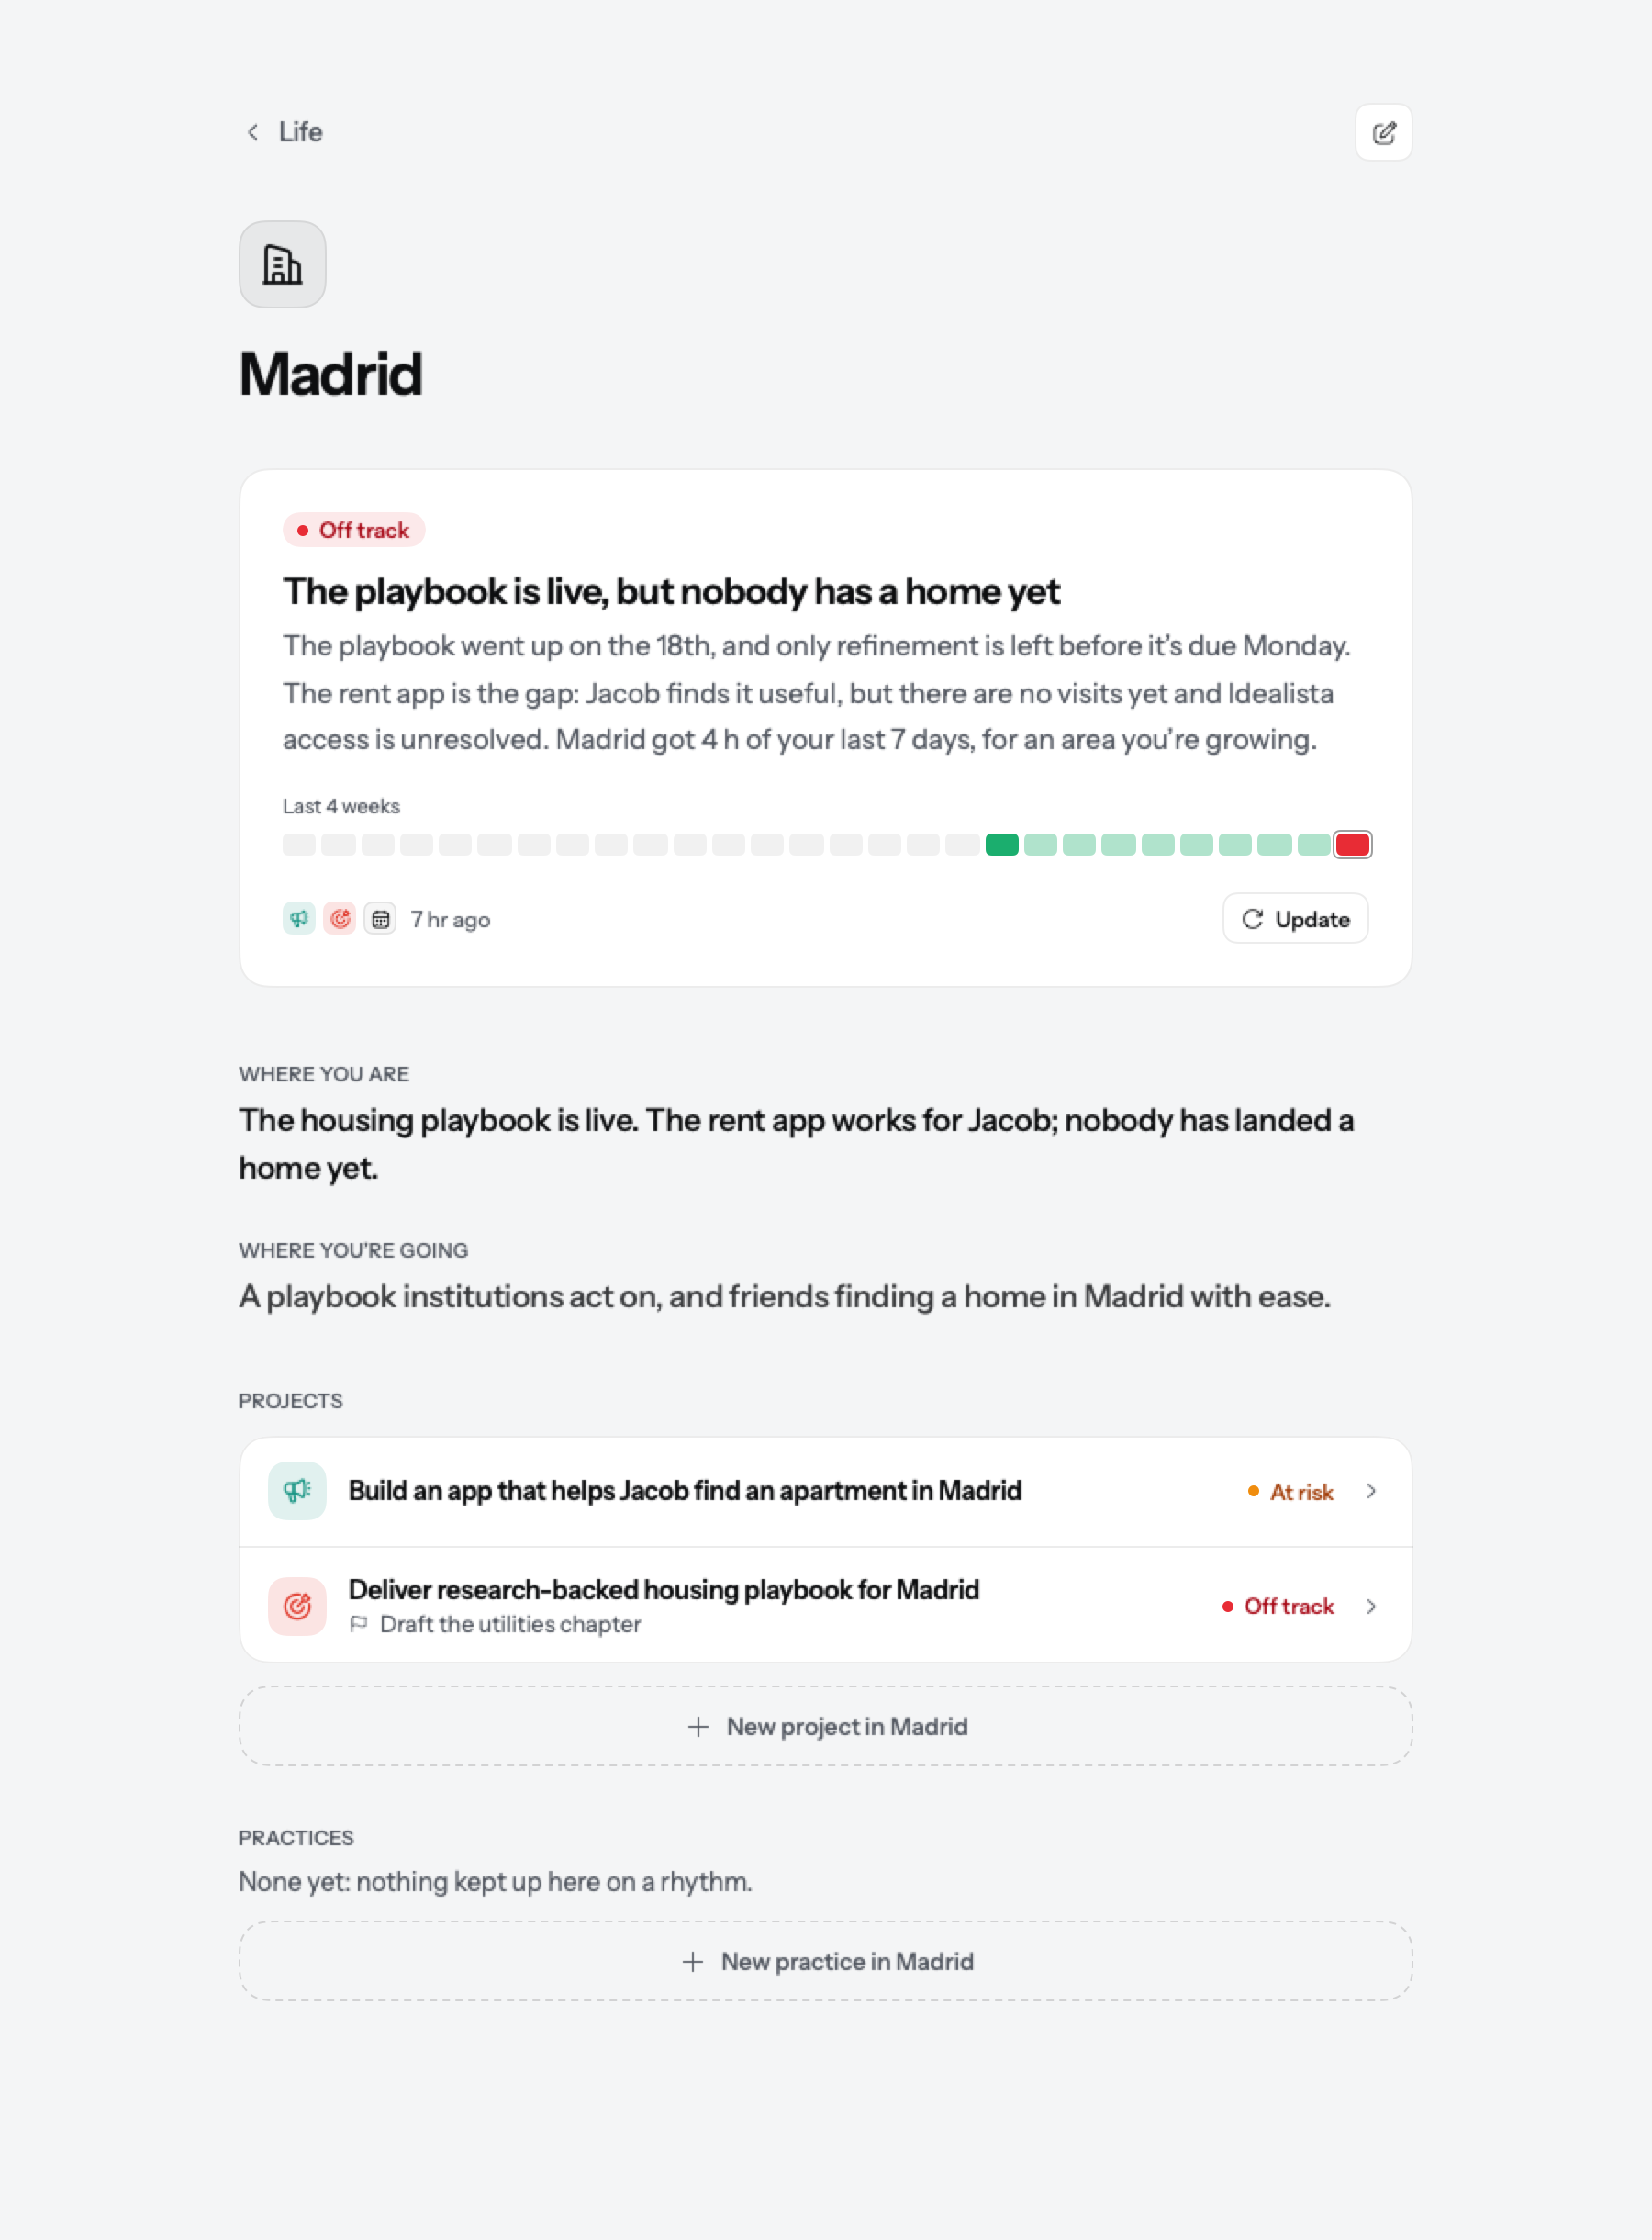 Life
Madrid
Off track
The playbook is live, but nobody has a home yet
The playbook went up on the 18th, and only refinement is left before it’s due Monday.
The rent app is the gap: Jacob finds it useful, but there are no visits yet and Idealista
access is unresolved. Madrid got 4 h of your last 7 days, for an area you’re growing.
Last 4 weeks
7 hr ago
Update
WHERE YOU ARE
The housing playbook is live. The rent app works for Jacob; nobody has landed a
home yet.
WHERE YOU’RE GOING
A playbook institutions act on, and friends finding a home in Madrid with ease.
PROJECTS
Build an app that helps Jacob find an apartment in Madrid
At risk
Deliver research-backed housing playbook for Madrid
Draft the utilities chapter
Off track
New project in Madrid
PRACTICES
None yet: nothing kept up here on a rhythm.
New practice in Madrid